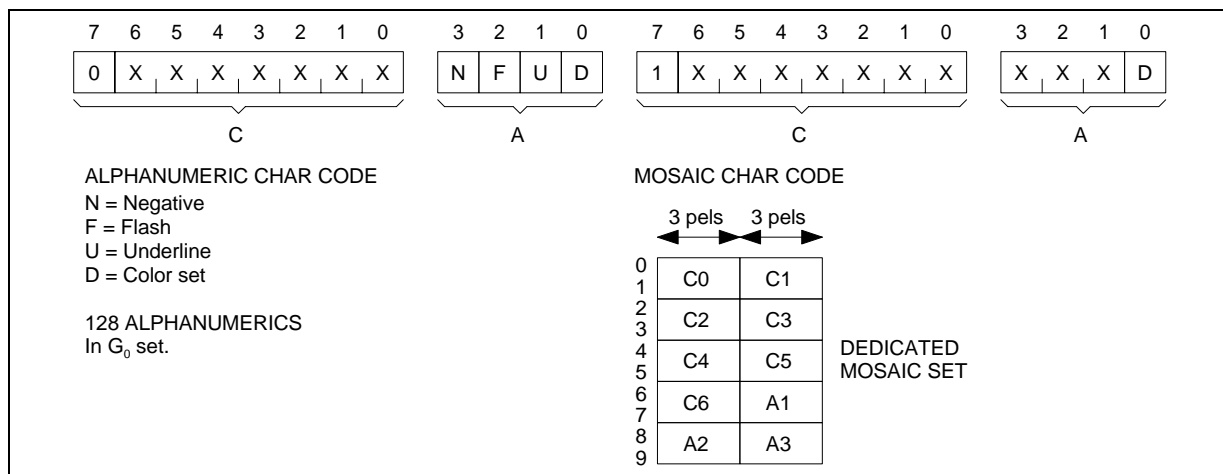 7 6 5 4 3 2 1 0 3 2 1 0 7 6 5 4 3 2 1 0 3 2 1 0
0 X X X X X X X N F U D 1 X X X X X X X X X X D
C A C A
ALPHANUMERIC CHAR CODE
N = Negative
F = Flash
U = Underline
D = Color set
128 ALPHANUMERICS
In G₀ set.
MOSAIC CHAR CODE
3 pels 3 pels
0
1
C0 C1
2
3
C2 C3
4
5
C4 C5
6
7
C6 A1
8
9
A2 A3
DEDICATED
MOSAIC SET